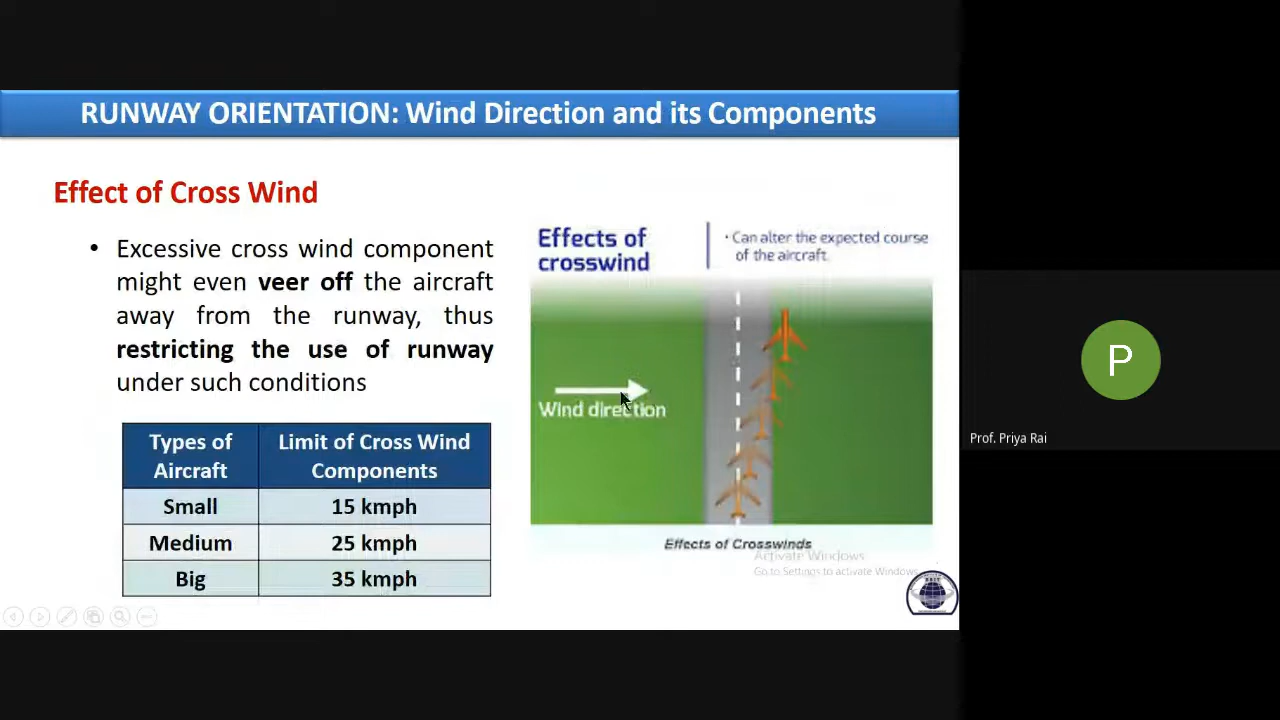 RUNWAY ORIENTATION: Wind Direction and its Components
Effect of Cross Wind
• Excessive cross wind component
might even veer off the aircraft
away from the runway, thus
restricting the use of runway
under such conditions
Types of Aircraft
Limit of Cross Wind Components
Small 15 kmph
Medium 25 kmph
Big 35 kmph
Effects of
crosswind
· Can alter the expected course
of the aircraft.
Wind direction
Effects of Crosswinds
Activate Windows
Go to Settings to activate Windows.
P
Prof. Priya Rai